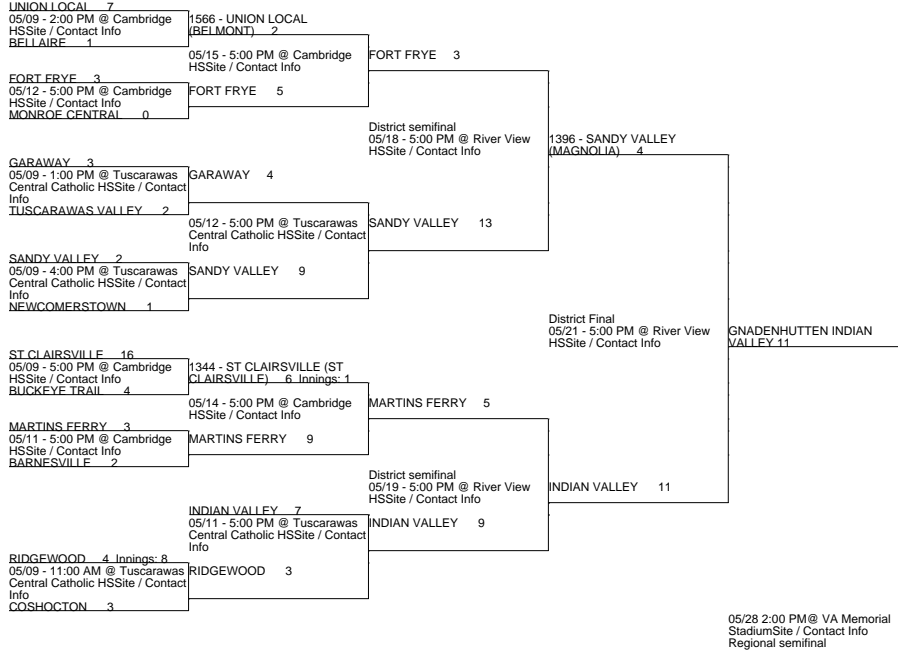 UNION LOCAL 7
05/09 - 2:00 PM @ Cambridge
HSSite / Contact Info
BELLAIRE 1
FORT FRYE 3
05/12 - 5:00 PM @ Cambridge
HSSite / Contact Info
MONROE CENTRAL 0
GARAWAY 3
05/09 - 1:00 PM @ Tuscarawas
Central Catholic HSSite / Contact
Info
TUSCARAWAS VALLEY 2
SANDY VALLEY 2
05/09 - 4:00 PM @ Tuscarawas
Central Catholic HSSite / Contact
Info
NEWCOMERSTOWN 1
ST CLAIRSVILLE 16
05/09 - 5:00 PM @ Cambridge
HSSite / Contact Info
BUCKEYE TRAIL 4
MARTINS FERRY 3
05/11 - 5:00 PM @ Cambridge
HSSite / Contact Info
BARNESVILLE 2
RIDGEWOOD 4 Innings: 8
05/09 - 11:00 AM @ Tuscarawas
Central Catholic HSSite / Contact
Info
COSHOCTON 3
1566 - UNION LOCAL
(BELMONT) 2
05/15 - 5:00 PM @ Cambridge
HSSite / Contact Info
FORT FRYE 5
GARAWAY 4
05/12 - 5:00 PM @ Tuscarawas
Central Catholic HSSite / Contact
Info
SANDY VALLEY 9
1344 - ST CLAIRSVILLE (ST
CLAIRSVILLE) 6 Innings: 1
05/14 - 5:00 PM @ Cambridge
HSSite / Contact Info
MARTINS FERRY 9
INDIAN VALLEY 7
05/11 - 5:00 PM @ Tuscarawas
Central Catholic HSSite / Contact
Info
RIDGEWOOD 3
FORT FRYE 3
District semifinal
05/18 - 5:00 PM @ River View
HSSite / Contact Info
SANDY VALLEY 13
MARTINS FERRY 5
District semifinal
05/19 - 5:00 PM @ River View
HSSite / Contact Info
INDIAN VALLEY 9
1396 - SANDY VALLEY
(MAGNOLIA) 4
District Final
05/21 - 5:00 PM @ River View
HSSite / Contact Info
INDIAN VALLEY 11
GNADENHUTTEN INDIAN
VALLEY 11
05/28 2:00 PM@ VA Memorial
StadiumSite / Contact Info
Regional semifinal